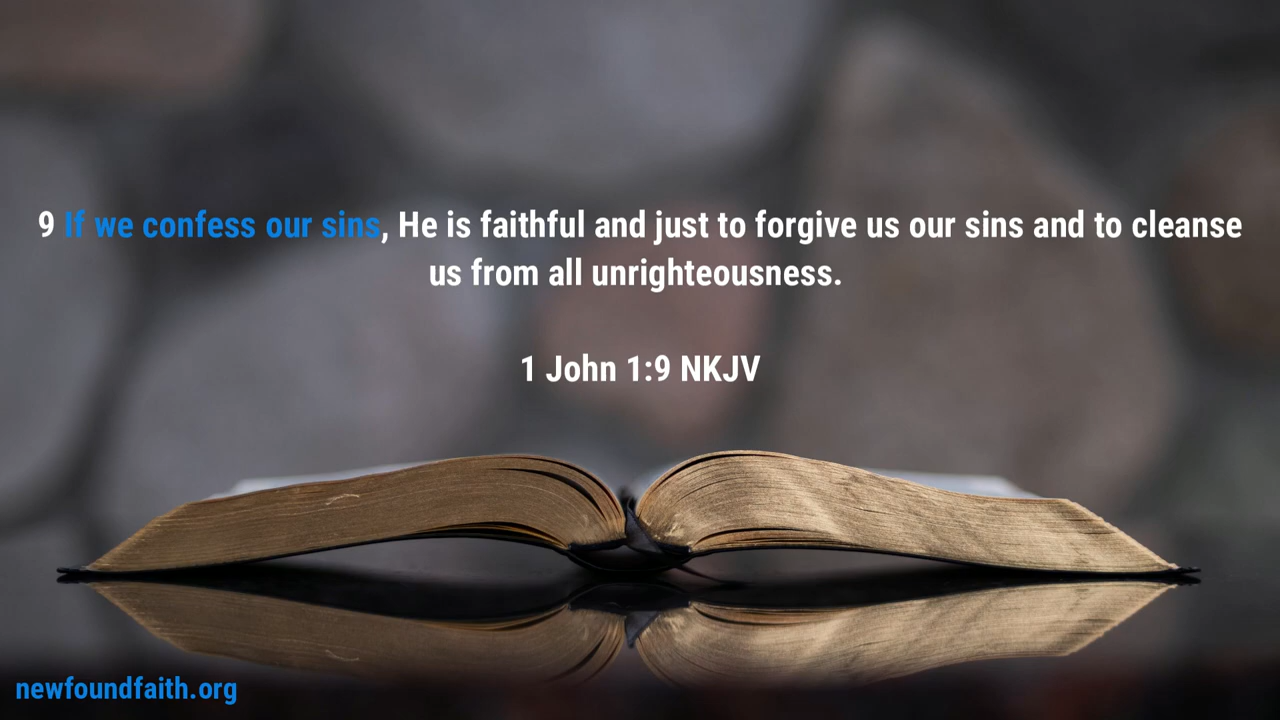 9 If we confess our sins, He is faithful and just to forgive us our sins and to cleanse
us from all unrighteousness.
1 John 1:9 NKJV
newfoundfaith.org